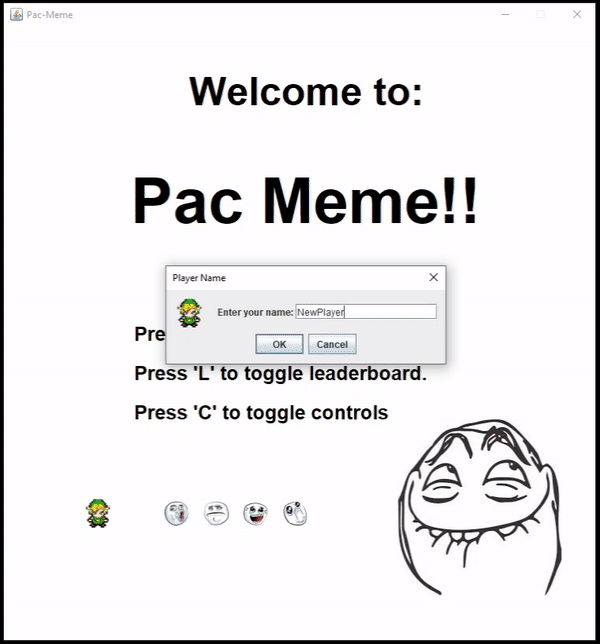 Pac-Meme
Welcome to:
Pac Meme!!
Player Name
Enter your name: NewPlayer
OK Cancel
Press 'L' to toggle leaderboard.
Press 'C' to toggle controls